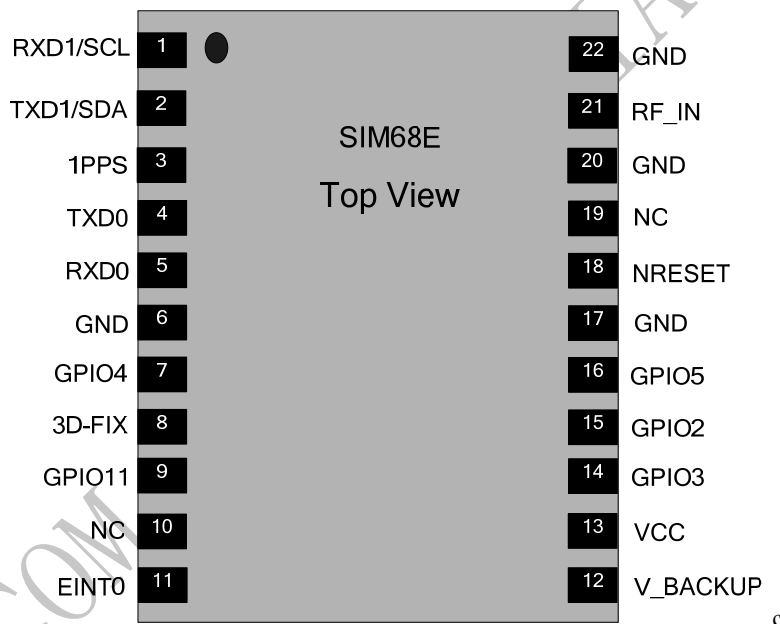 RXD1/SCL 1 22 GND
TXD1/SDA 2 21 RF_IN
SIM68E
1PPS 3 20 GND
Top View
TXD0 4 19 NC
RXD0 5 18 NRESET
GND 6 17 GND
GPIO4 7 16 GPIO5
3D-FIX 8 15 GPIO2
GPIO11 9 14 GPIO3
NC 10 13 VCC
EINT0 11 12 V_BACKUP